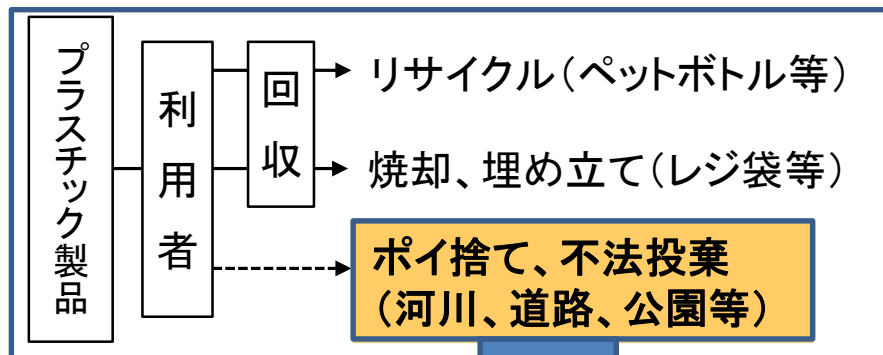 プラスチック製品
利用者
回収
リサイクル（ペットボトル等）
焼却、埋め立て（レジ袋等）
ポイ捨て、不法投棄
（河川、道路、公園等）